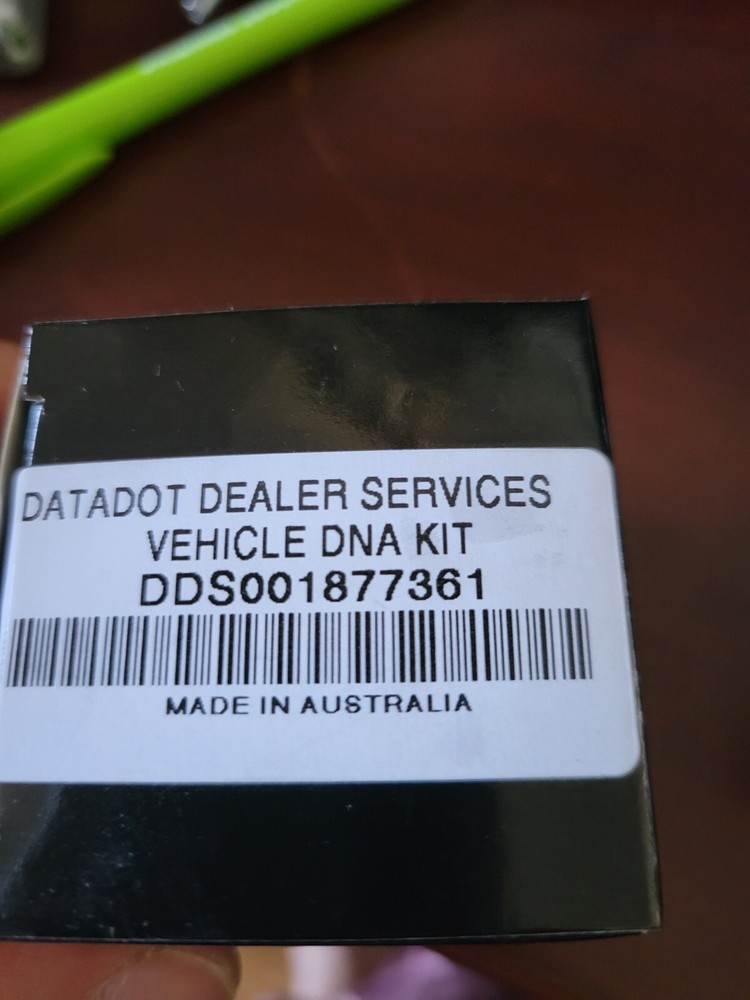 DATADOT DEALER SERVICES
VEHICLE DNA KIT
DDS001877361
MADE IN AUSTRALIA